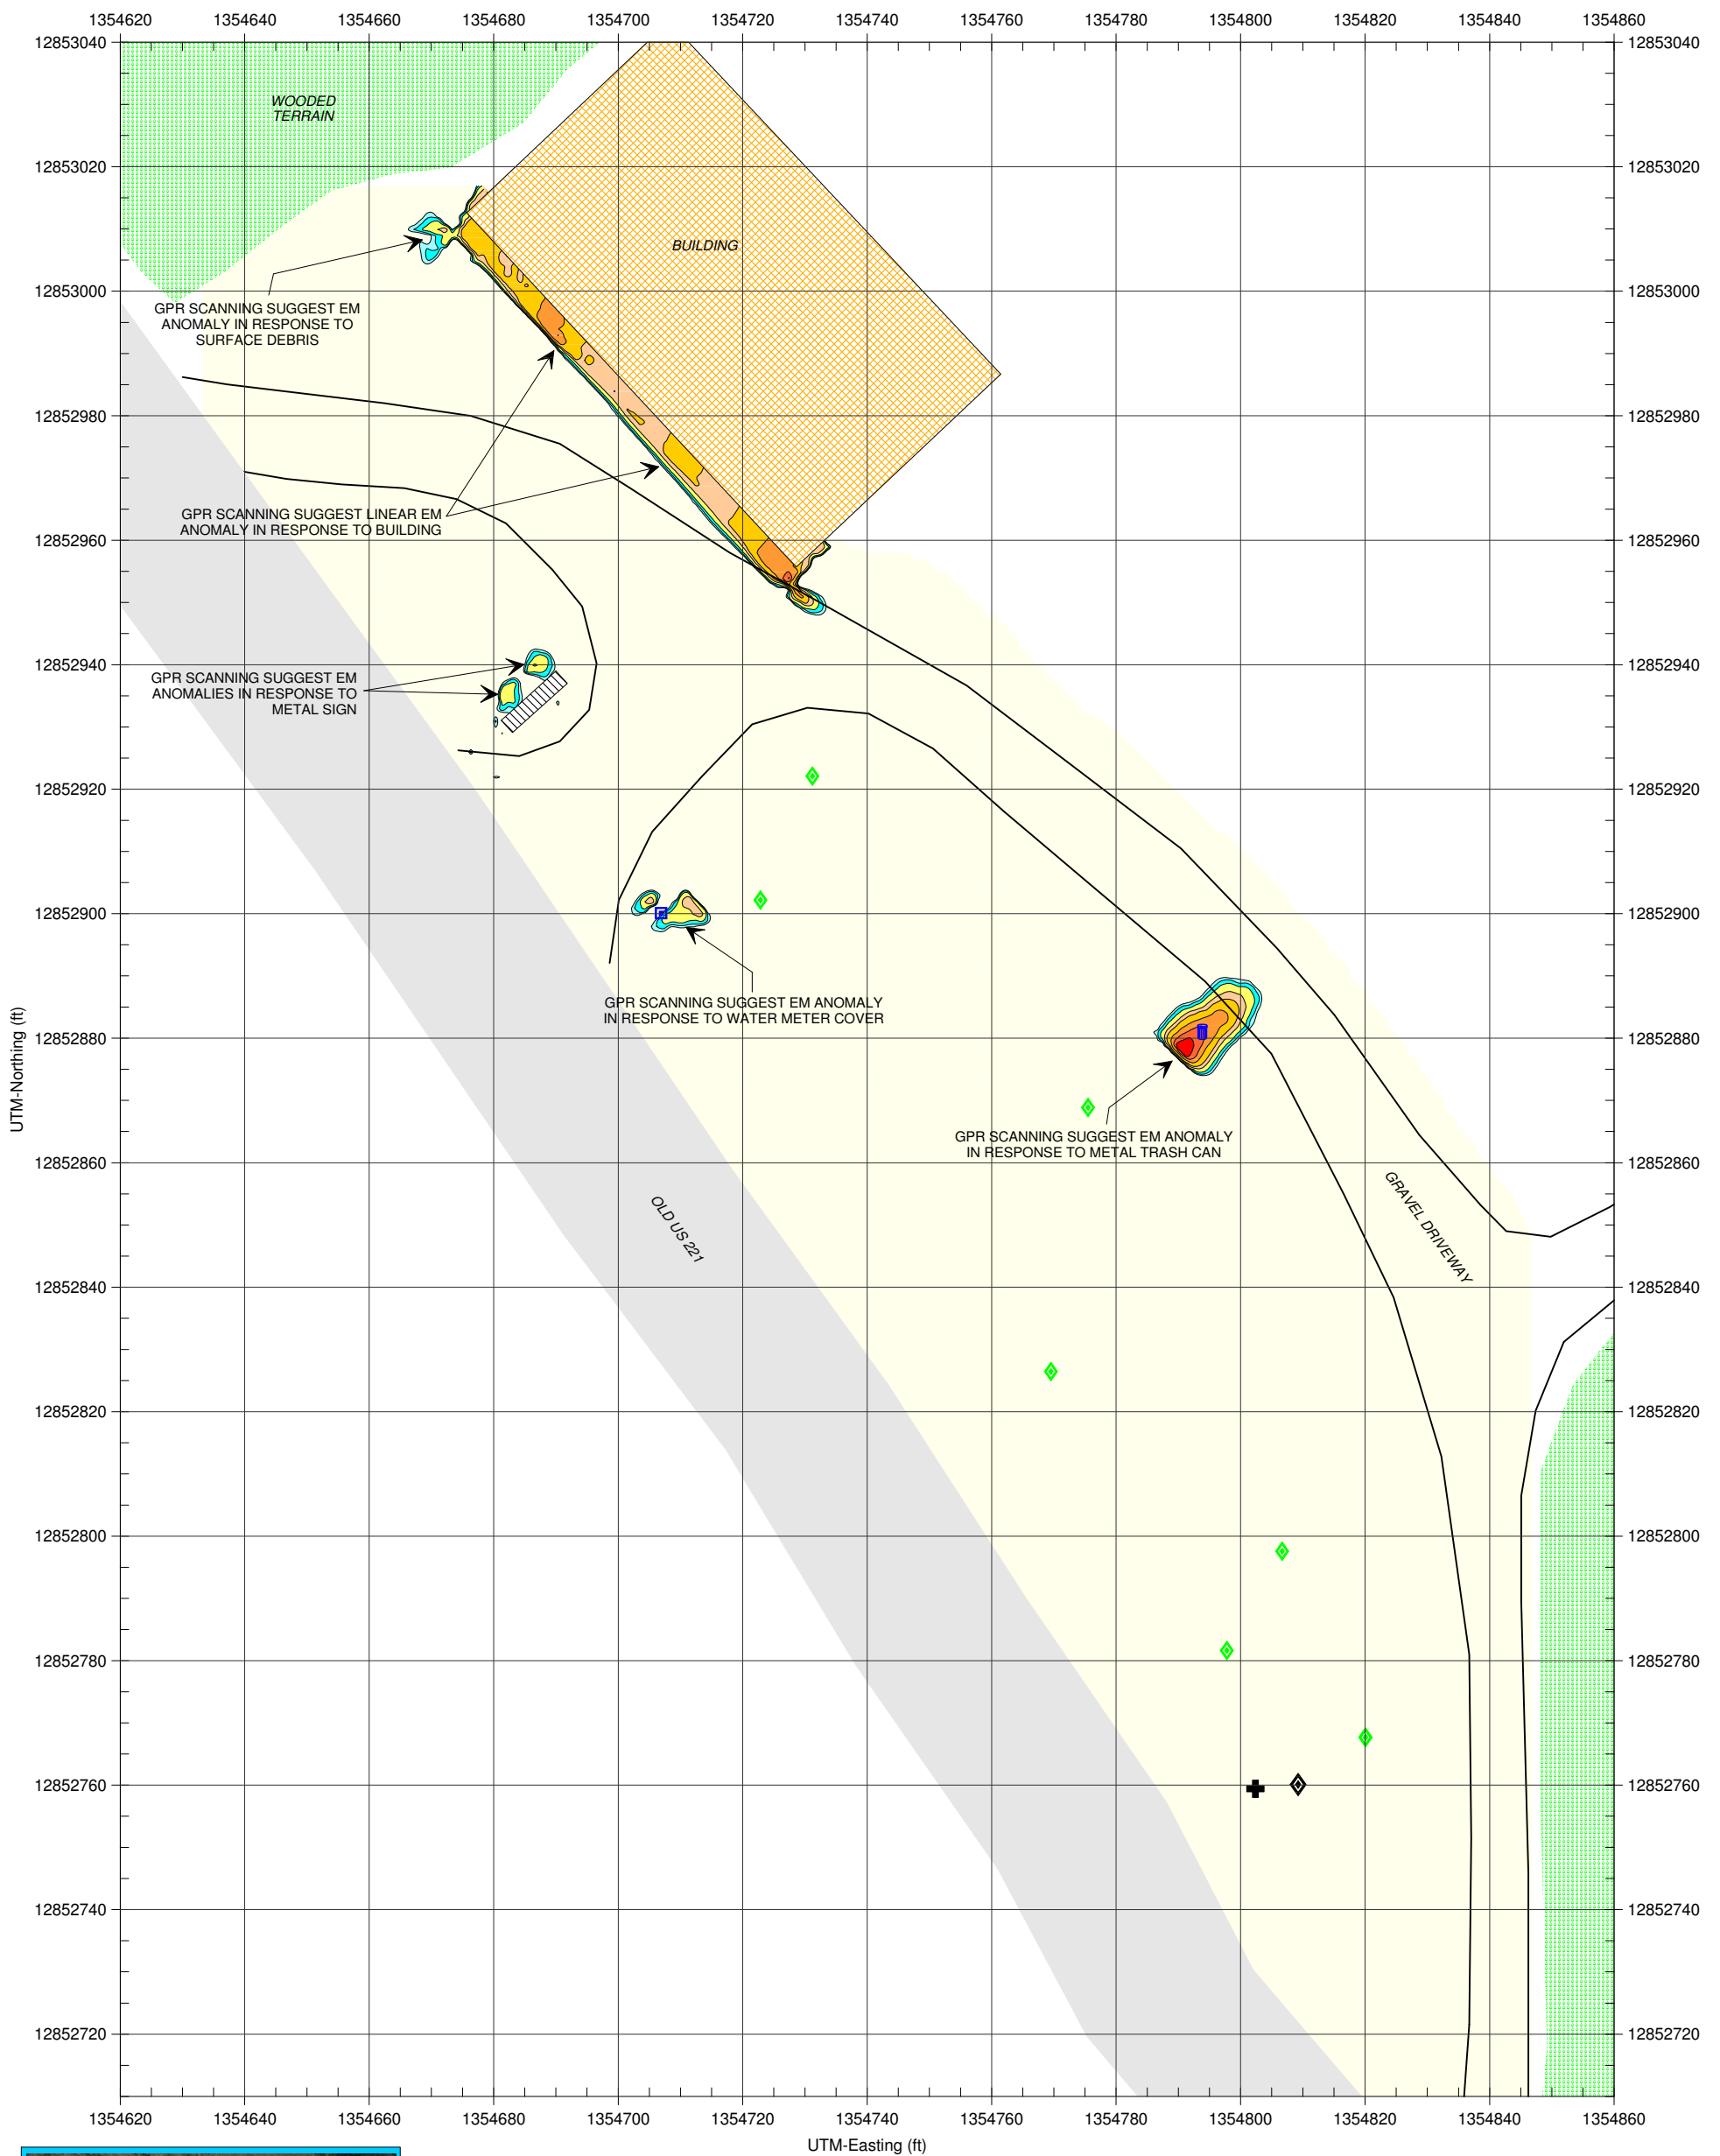 1354620 1354640 1354660 1354680 1354700 1354720 1354740 1354760 1354780 1354800 1354820 1354840 1354860
12853040 12853040
WOODED
TERRAIN
12853020 12853020
BUILDING
12853000 12853000
GPR SCANNING SUGGEST EM
ANOMALY IN RESPONSE TO
SURFACE DEBRIS
12852980 12852980
GPR SCANNING SUGGEST LINEAR EM
ANOMALY IN RESPONSE TO BUILDING
12852960 12852960
12852940 12852940
GPR SCANNING SUGGEST EM
ANOMALIES IN RESPONSE TO
METAL SIGN
12852920 12852920
12852900 12852900
GPR SCANNING SUGGEST EM ANOMALY
IN RESPONSE TO WATER METER COVER
UTM-Northing (ft)
12852880 12852880
GPR SCANNING SUGGEST EM ANOMALY
IN RESPONSE TO METAL TRASH CAN
12852860 12852860
OLD US 221
GRAVEL DRIVEWAY
12852840 12852840
12852820 12852820
12852800 12852800
12852780 12852780
12852760 12852760
12852740 12852740
12852720 12852720
1354620 1354640 1354660 1354680 1354700 1354720 1354740 1354760 1354780 1354800 1354820 1354840 1354860
UTM-Easting (ft)